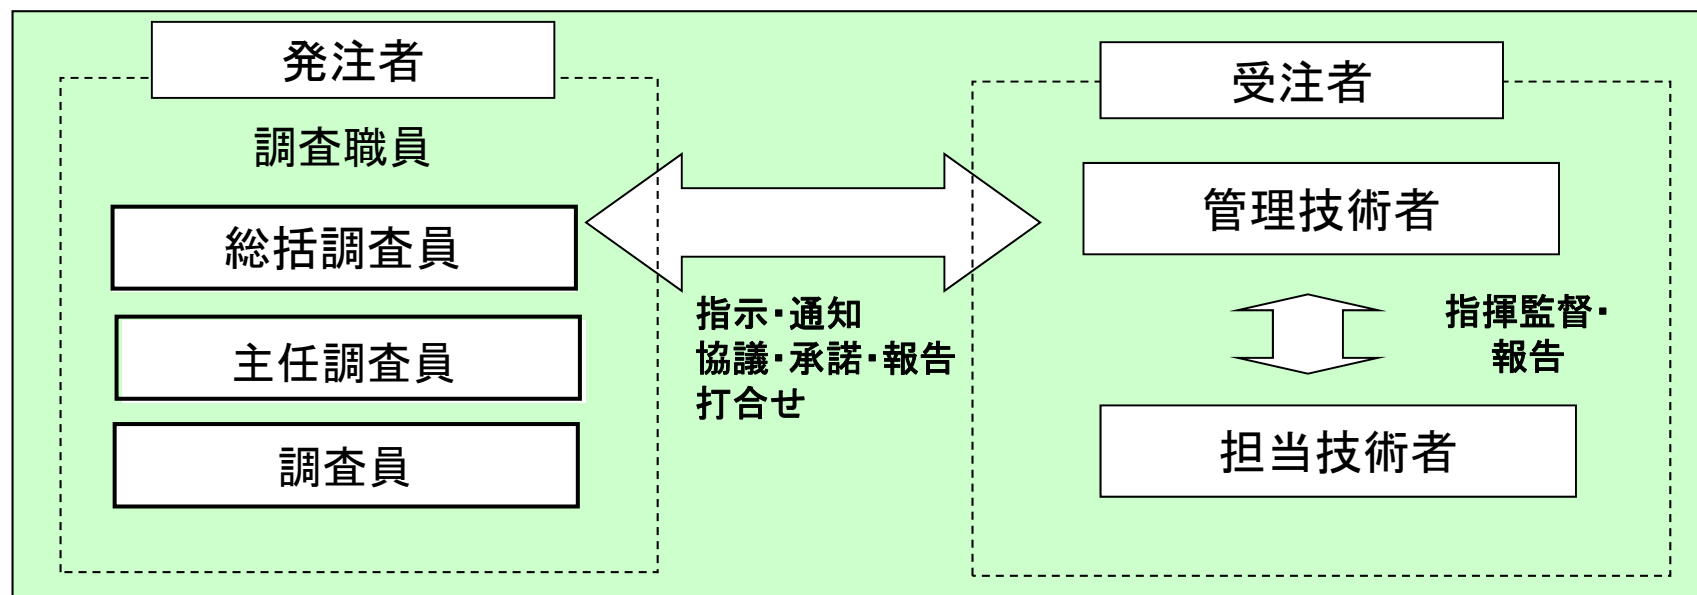 発注者
調査職員
総括調査員
主任調査員
調査員
指示・通知
協議・承諾・報告
打合せ
受注者
管理技術者
指揮監督・
報告
担当技術者